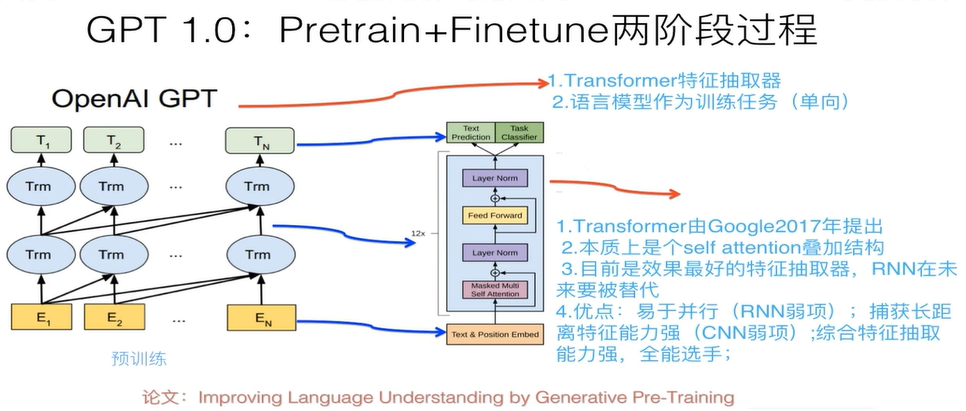 GPT 1.0：Pretrain+Finetune两阶段过程
OpenAI GPT
1.Transformer特征抽取器
2.语言模型作为训练任务（单向）
T1 T2 ... TN
Trm Trm ... Trm
Trm Trm ... Trm
E1 E2 ... EN
预训练
Text Prediction
Task Classifier
Layer Norm
Feed Forward
12x
Layer Norm
Masked Multi
Self Attention
Text & Position Embed
1.Transformer由Google2017年提出
2.本质上是个self attention叠加结构
3.目前是效果最好的特征抽取器，RNN在未
来要被替代
4.优点：易于并行（RNN弱项）；捕获长距
离特征能力强（CNN弱项）;综合特征抽取
能力强，全能选手；
论文：Improving Language Understanding by Generative Pre-Training